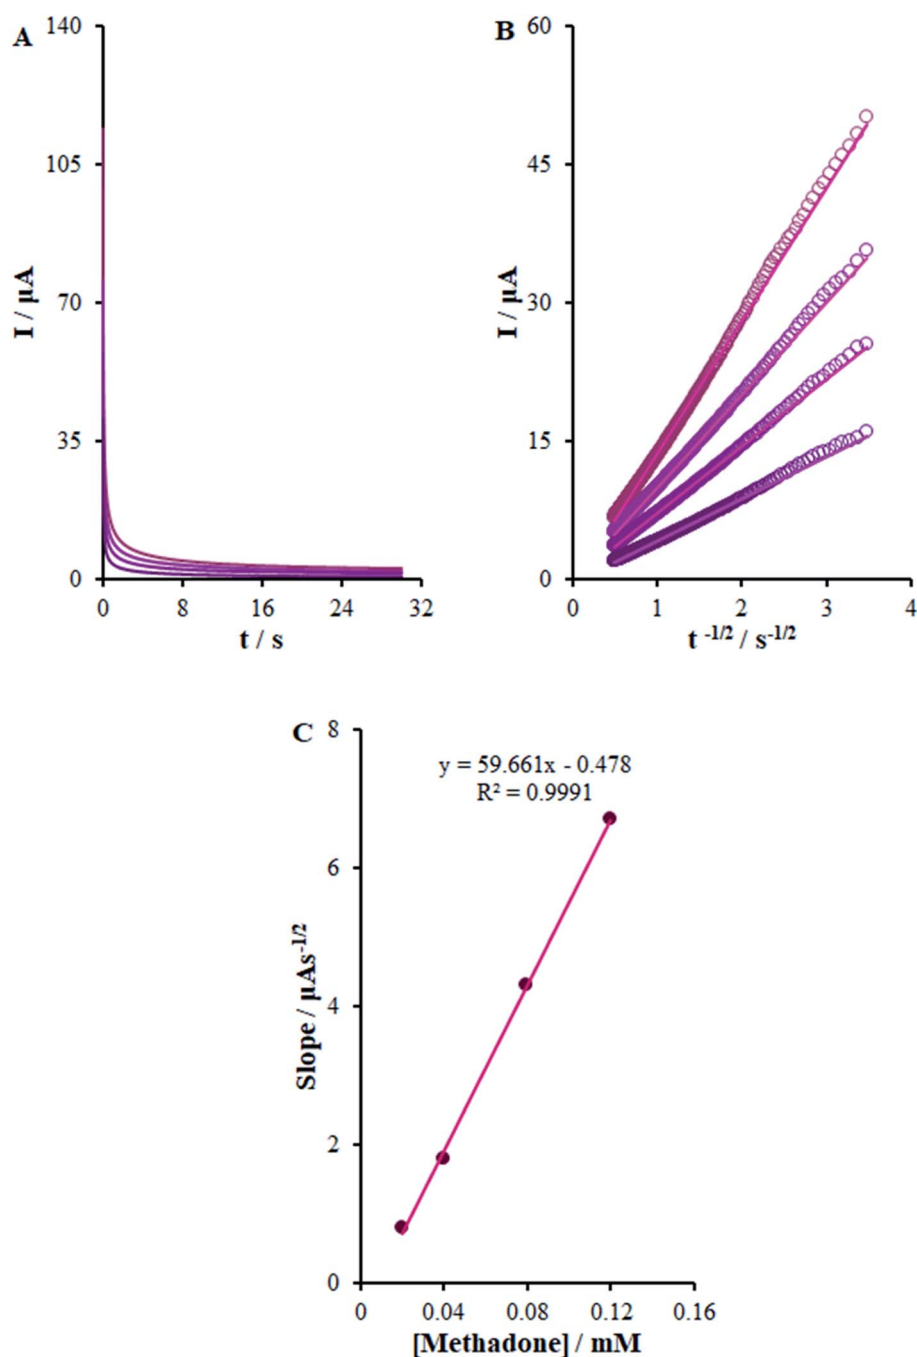 A
140
105
70
35
0
I / µA
0 8 16 24 32
t / s
B
60
45
30
15
0
I / µA
0 1 2 3 4
t -1/2 / s-1/2
C
8
6
4
2
0
y = 59.661x - 0.478
R² = 0.9991
Slope / µAs-1/2
0 0.04 0.08 0.12 0.16
[Methadone] / mM